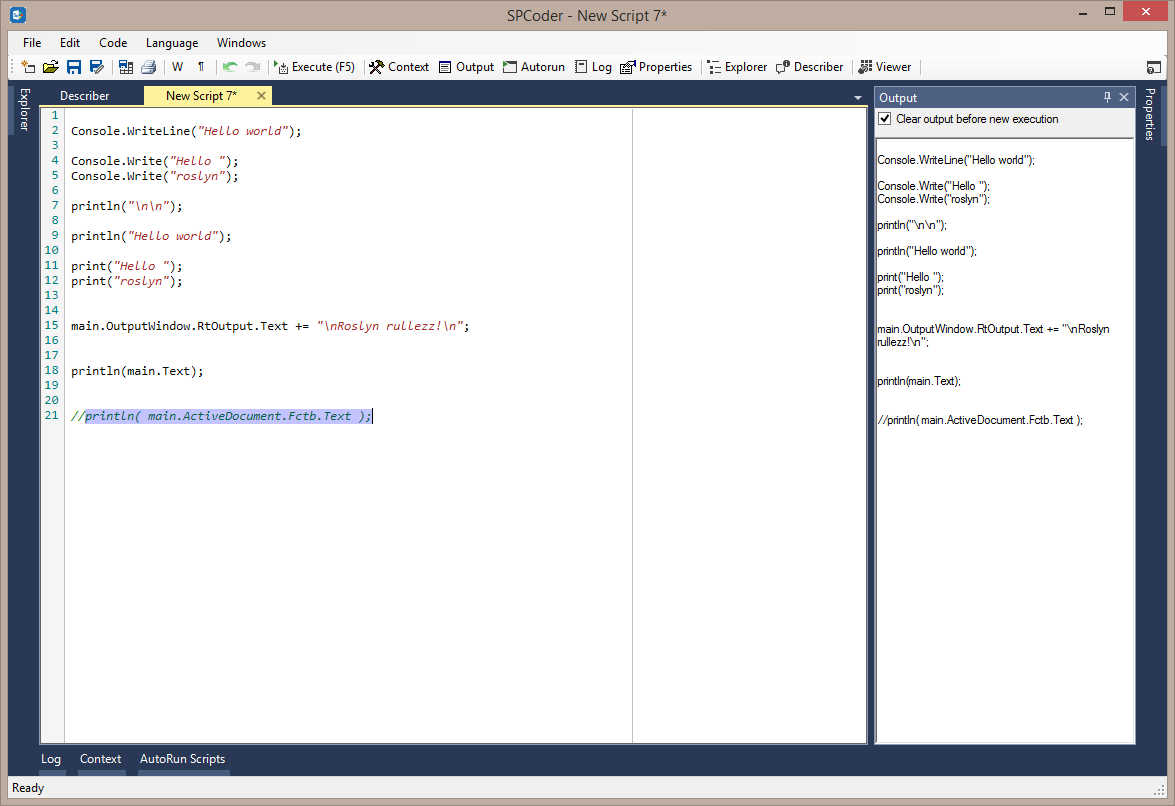 SPCoder - New Script 7*
File Edit Code Language Windows
W ¶ Execute (F5) Context Output Autorun Log Properties Explorer Describer Viewer
Explorer
Describer New Script 7*
1
2 Console.WriteLine("Hello world");
3
4 Console.Write("Hello ");
5 Console.Write("roslyn");
6
7 println("\n\n");
8
9 println("Hello world");
10
11 print("Hello ");
12 print("roslyn");
13
14
15 main.OutputWindow.RtOutput.Text += "\nRoslyn rullezz!\n";
16
17
18 println(main.Text);
19
20
21 //println( main.ActiveDocument.Fctb.Text );
Output
Clear output before new execution
Console.WriteLine("Hello world");
Console.Write("Hello ");
Console.Write("roslyn");
println("\n\n");
println("Hello world");
print("Hello ");
print("roslyn");
main.OutputWindow.RtOutput.Text += "\nRoslyn
rullezz!\n";
println(main.Text);
//println( main.ActiveDocument.Fctb.Text );
Properties
Log Context AutoRun Scripts
Ready